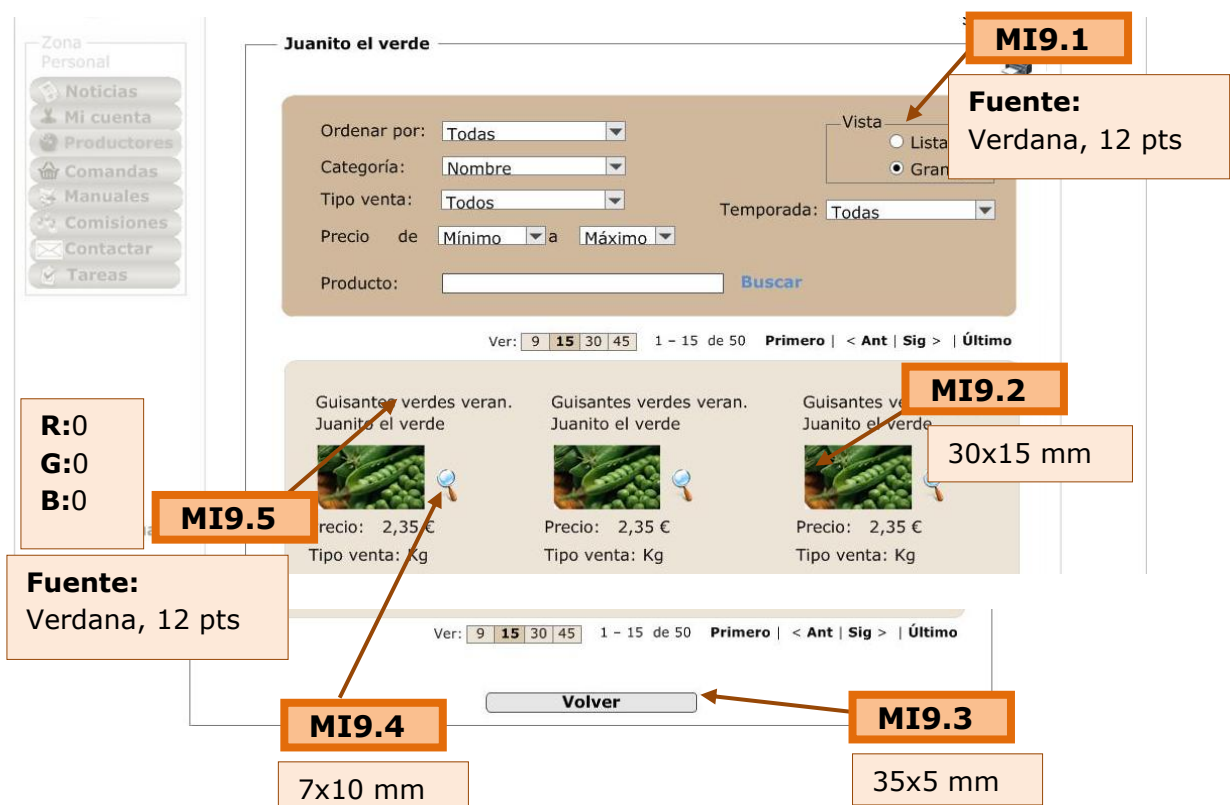 Zona
Personal
Noticias
Mi cuenta
Productores
Comandas
Manuales
Comisiones
Contactar
Tareas
Juanito el verde
MI9.1
Fuente:
Verdana, 12 pts
Ordenar por: Todas
Categoría: Nombre
Tipo venta: Todos
Precio de Mínimo a Máximo
Producto: Buscar
Vista
Lista
Temporada: Todas
Ver: 9 15 30 45 1 – 15 de 50 Primero | < Ant | Sig > | Último
MI9.2
30x15 mm
Guisantes verdes veran. Guisantes verdes veran. Guisantes
Juanito el verde Juanito el verde Juanito el verde
R:0
G:0
B:0
MI9.5
Fuente:
Verdana, 12 pts
2,35 € Precio: 2,35 € Precio: 2,35 €
Tipo venta: Kg Tipo venta: Kg Tipo venta: Kg
Ver: 9 15 30 45 1 – 15 de 50 Primero | < Ant | Sig > | Último
Volver
MI9.4
7x10 mm
MI9.3
35x5 mm